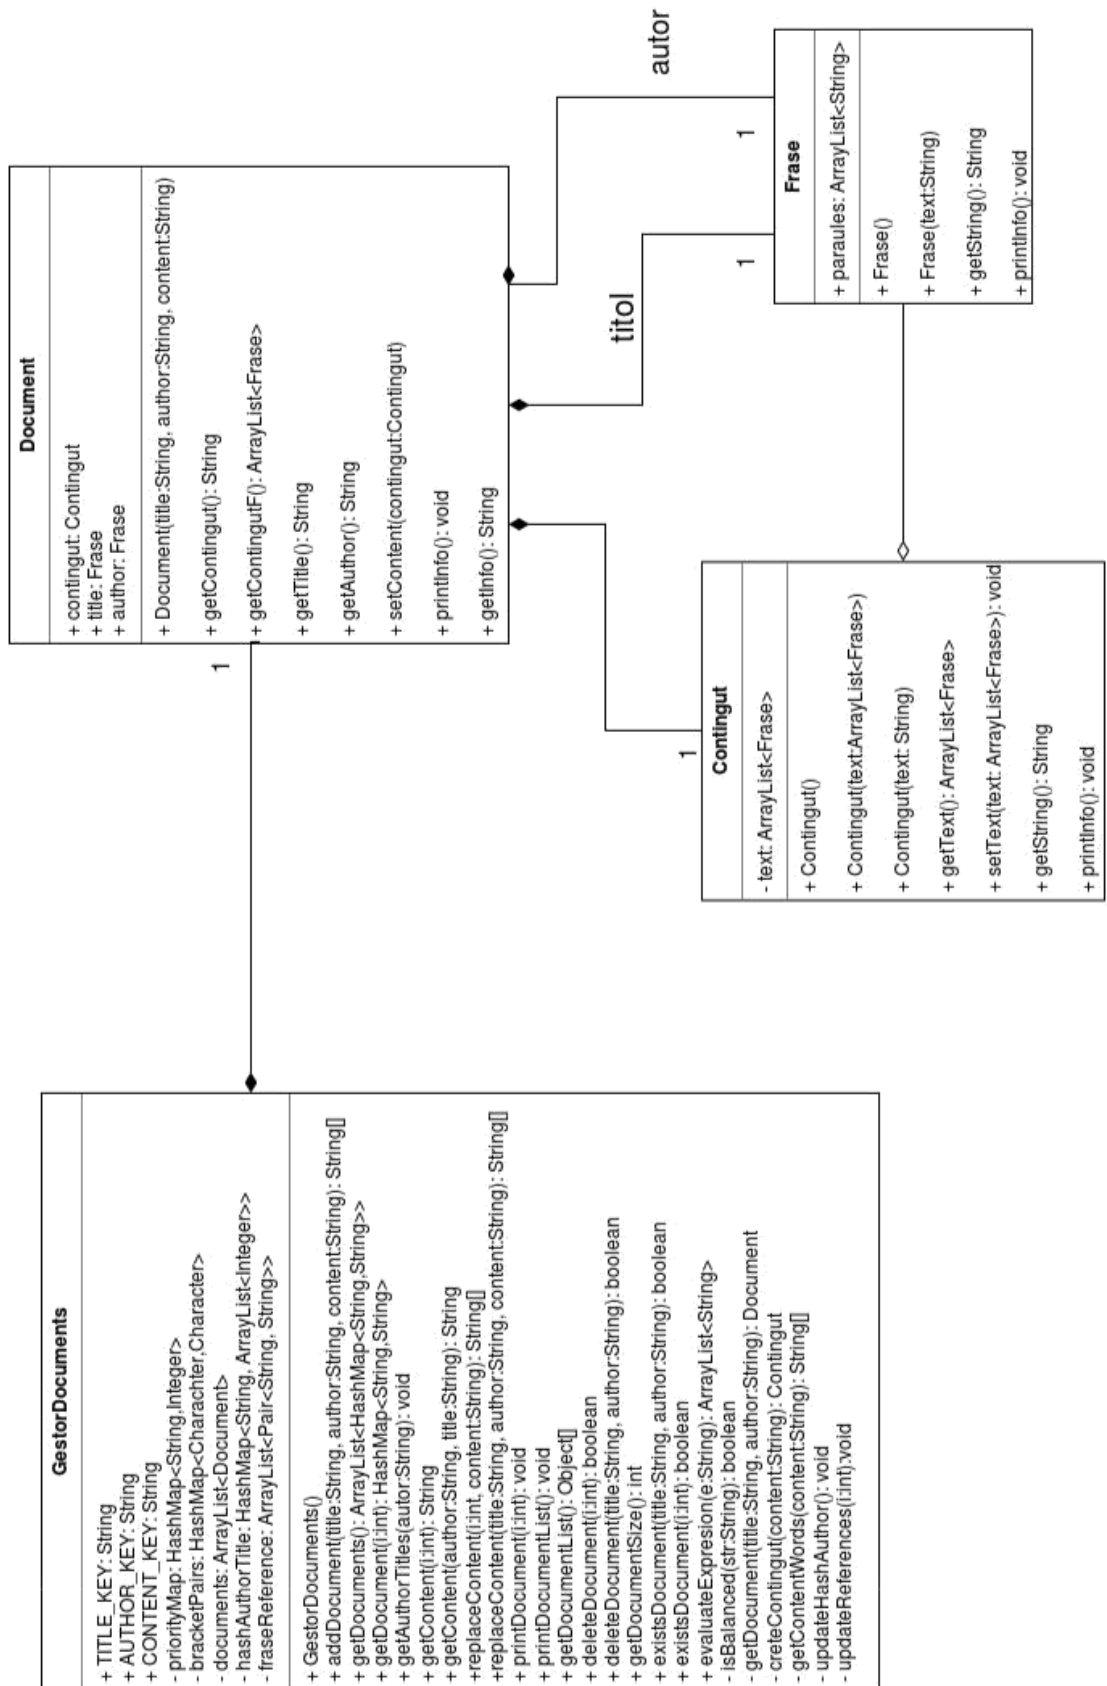 GestorDocuments
+ TITLE_KEY: String
+ AUTHOR_KEY: String
+ CONTENT_KEY: String
- priorityMap: HashMap<String,Integer>
- bracketPairs: HashMap<Charachter,Character>
- documents: ArrayList<Document>
- hashAuthorTitle: HashMap<String, ArrayList<Integer>>
- fraseReference: ArrayList<Pair<String, String>>
+ GestorDocuments()
+ addDocument(title:String, author:String, content:String): String[]
+ getDocuments(): ArrayList<HashMap<String,String>>
+ getDocument(i:int): HashMap<String,String>
+ getAuthorTitles(autor:String): void
+ getContent(i:int): String
+ getContent(author:String, title:String): String
+replaceContent(i:int, content:String): String[]
+replaceContent(title:String, author:String, content:String): String[]
+ printDocument(i:int): void
+ printDocumentList(): void
+ getDocumentList(): Object[]
+ deleteDocument(i:int): boolean
+ deleteDocument(title:String, author:String): boolean
+ getDocumentSize(): int
+ existsDocument(title:String, author:String): boolean
+ existsDocument(i:int): boolean
+ evaluateExpresion(e:String): ArrayList<String>
- isBalanced(str:String): boolean
- getDocument(title:String, author:String): Document
- creteContingut(content:String): Contingut
- getContentWords(content:String): String[]
- updateHashAuthor(): void
- updateReferences(i:int):void
1
Document
+ contingut: Contingut
+ title: Frase
+ author: Frase
+ Document(title:String, author:String, content:String)
+ getContingut(): String
+ getContingutF(): ArrayList<Frase>
+ getTitle(): String
+ getAuthor(): String
+ setContent(contingut:Contingut)
+ printInfo(): void
+ getInfo(): String
1
Contingut
- text: ArrayList<Frase>
+ Contingut()
+ Contingut(text:ArrayList<Frase>)
+ Contingut(text: String)
+ getText(): ArrayList<Frase>
+ setText(text: ArrayList<Frase>): void
+ getString(): String
+ printInfo(): void
titol
1
autor
1
Frase
+ paraules: ArrayList<String>
+ Frase()
+ Frase(text:String)
+ getString(): String
+ printInfo(): void